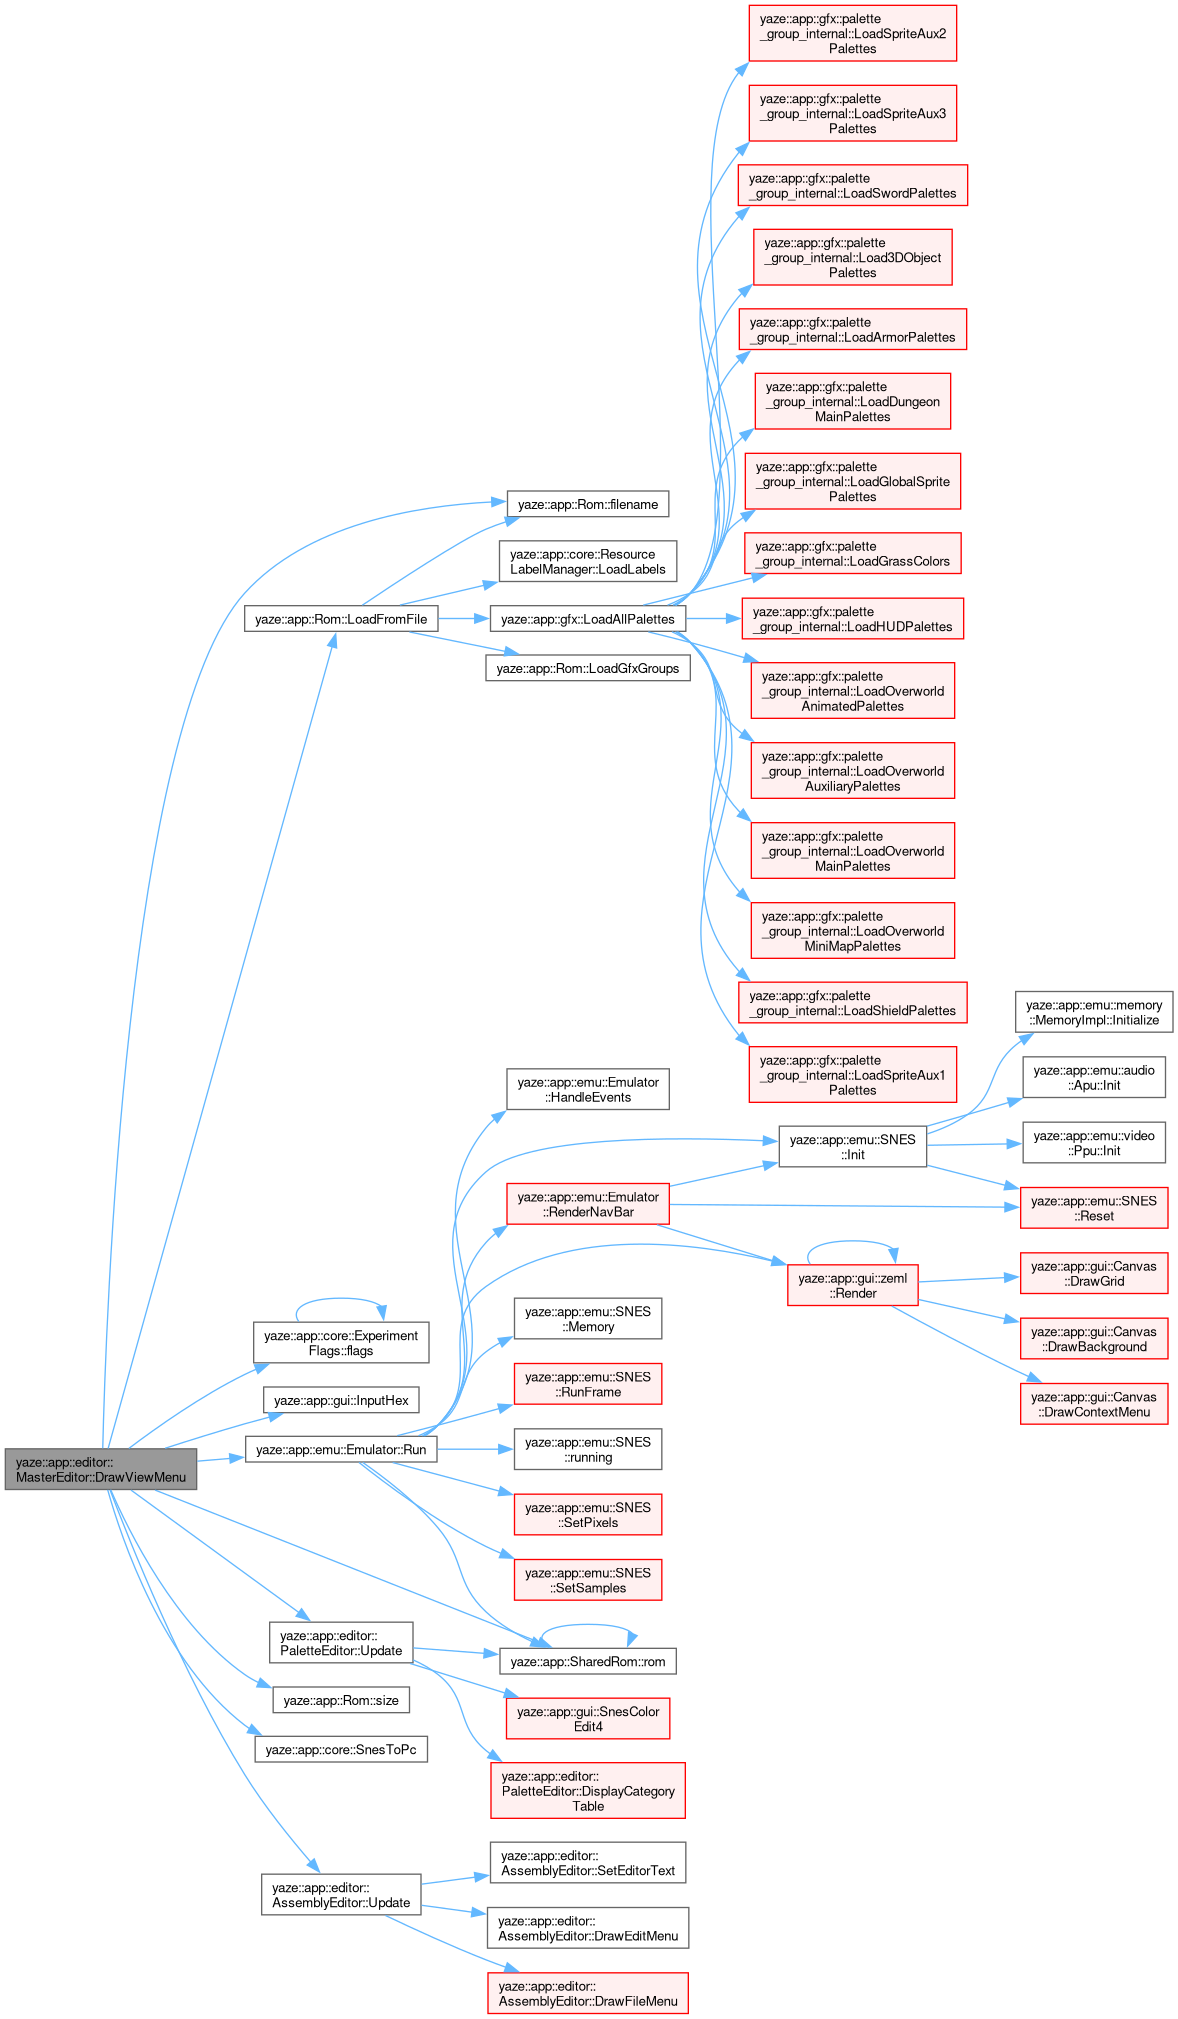 yaze::app::editor::
MasterEditor::DrawViewMenu
yaze::app::Rom::LoadFromFile
yaze::app::core::Experiment
Flags::flags
yaze::app::gui::InputHex
yaze::app::emu::Emulator::Run
yaze::app::editor::
PaletteEditor::Update
yaze::app::Rom::size
yaze::app::core::SnesToPc
yaze::app::editor::
AssemblyEditor::Update
yaze::app::Rom::filename
yaze::app::core::Resource
LabelManager::LoadLabels
yaze::app::gfx::LoadAllPalettes
yaze::app::Rom::LoadGfxGroups
yaze::app::emu::Emulator
::HandleEvents
yaze::app::emu::Emulator
::RenderNavBar
yaze::app::emu::SNES
::Memory
yaze::app::emu::SNES
::RunFrame
yaze::app::emu::SNES
::running
yaze::app::emu::SNES
::SetPixels
yaze::app::emu::SNES
::SetSamples
yaze::app::SharedRom::rom
yaze::app::gui::SnesColor
Edit4
yaze::app::editor::
PaletteEditor::DisplayCategory
Table
yaze::app::editor::
AssemblyEditor::SetEditorText
yaze::app::editor::
AssemblyEditor::DrawEditMenu
yaze::app::editor::
AssemblyEditor::DrawFileMenu
yaze::app::gfx::palette
_group_internal::LoadSpriteAux2
Palettes
yaze::app::gfx::palette
_group_internal::LoadSpriteAux3
Palettes
yaze::app::gfx::palette
_group_internal::LoadSwordPalettes
yaze::app::gfx::palette
_group_internal::Load3DObject
Palettes
yaze::app::gfx::palette
_group_internal::LoadArmorPalettes
yaze::app::gfx::palette
_group_internal::LoadDungeon
MainPalettes
yaze::app::gfx::palette
_group_internal::LoadGlobalSprite
Palettes
yaze::app::gfx::palette
_group_internal::LoadGrassColors
yaze::app::gfx::palette
_group_internal::LoadHUDPalettes
yaze::app::gfx::palette
_group_internal::LoadOverworld
AnimatedPalettes
yaze::app::gfx::palette
_group_internal::LoadOverworld
AuxiliaryPalettes
yaze::app::gfx::palette
_group_internal::LoadOverworld
MainPalettes
yaze::app::gfx::palette
_group_internal::LoadOverworld
MiniMapPalettes
yaze::app::gfx::palette
_group_internal::LoadShieldPalettes
yaze::app::gfx::palette
_group_internal::LoadSpriteAux1
Palettes
yaze::app::emu::SNES
::Init
yaze::app::gui::zeml
::Render
yaze::app::emu::memory
::MemoryImpl::Initialize
yaze::app::emu::audio
::Apu::Init
yaze::app::emu::video
::Ppu::Init
yaze::app::emu::SNES
::Reset
yaze::app::gui::Canvas
::DrawGrid
yaze::app::gui::Canvas
::DrawBackground
yaze::app::gui::Canvas
::DrawContextMenu